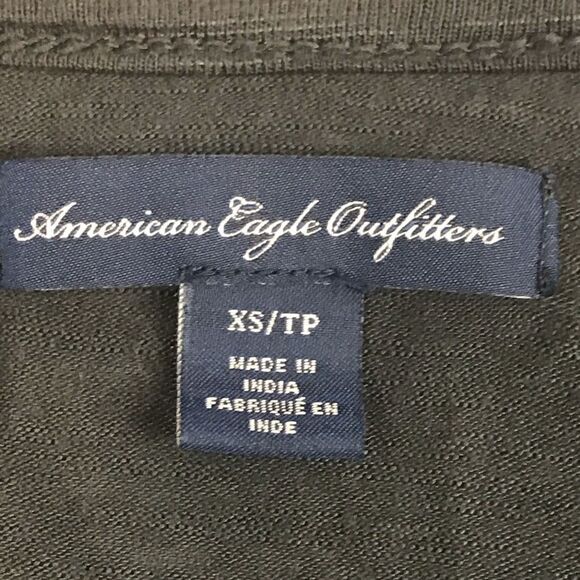 American Eagle Outfitters
XS/TP
MADE IN
INDIA
FABRIQUÉ EN
INDE